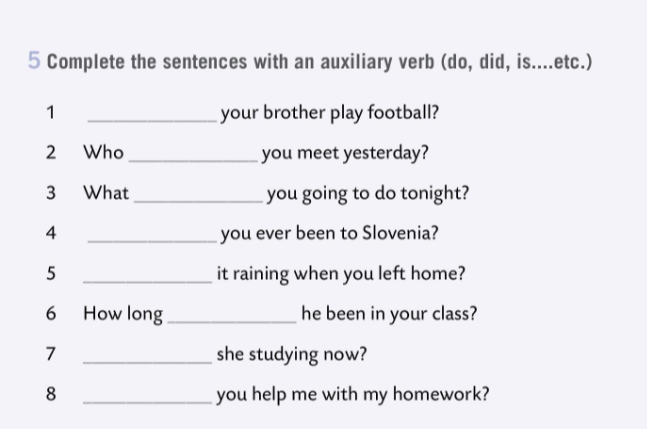 5 Complete the sentences with an auxiliary verb (do, did, is....etc.)
1 ____________ your brother play football?
2 Who ____________ you meet yesterday?
3 What ____________ you going to do tonight?
4 ____________ you ever been to Slovenia?
5 ____________ it raining when you left home?
6 How long ____________ he been in your class?
7 ____________ she studying now?
8 ____________ you help me with my homework?